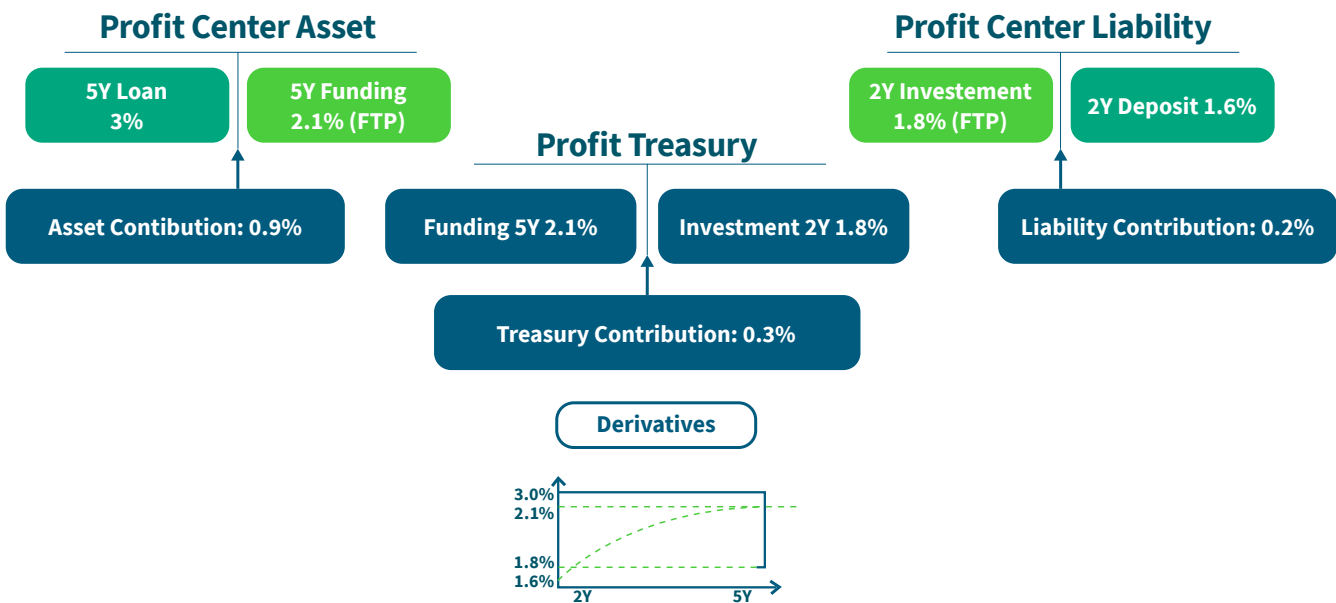 Profit Center Asset
5Y Loan
3%
5Y Funding
2.1% (FTP)
Asset Contibution: 0.9%
Profit Treasury
Funding 5Y 2.1%
Investment 2Y 1.8%
Treasury Contribution: 0.3%
Profit Center Liability
2Y Investement
1.8% (FTP)
2Y Deposit 1.6%
Liability Contribution: 0.2%
Derivatives
3.0%
2.1%
1.8%
1.6%
2Y
5Y